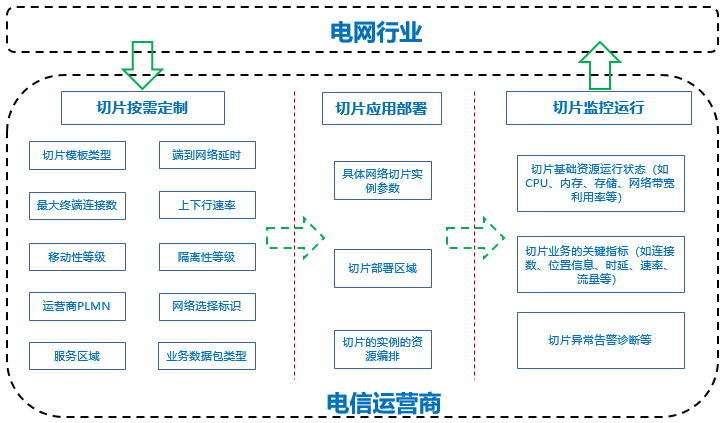 电网行业
切片按需定制
切片模板类型
端到网络延时
最大终端连接数
上下行速率
移动性等级
隔离性等级
运营商PLMN
网络选择标识
服务区域
业务数据包类型
切片应用部署
具体网络切片实
例参数
切片部署区域
切片的实例的资
源编排
切片监控运行
切片基础资源运行状态（如
CPU、内存、存储、网络带宽
利用率等）
切片业务的关键指标（如连接
数、位置信息、时延、速率、
流量等）
切片异常告警诊断等
电信运营商